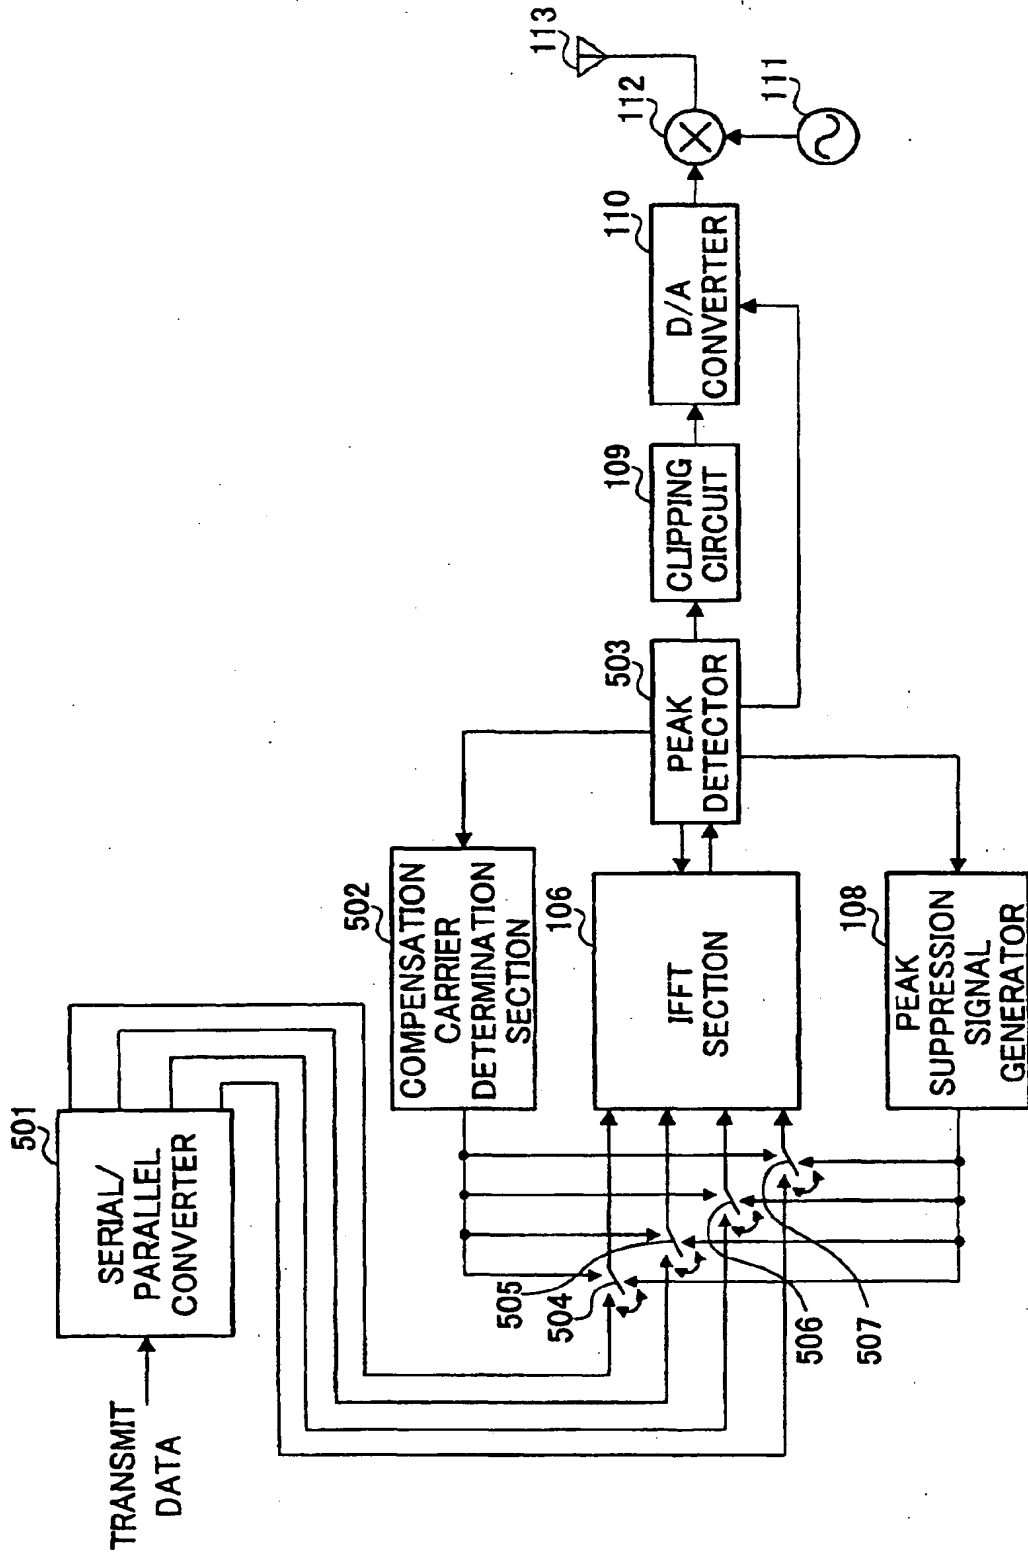 TRANSMIT
DATA
501
SERIAL/
PARALLEL
CONVERTER
502
COMPENSATION
CARRIER
DETERMINATION
SECTION
504
505
506
507
106
IFFT
SECTION
108
PEAK
SUPPRESSION
SIGNAL
GENERATOR
503
PEAK
DETECTOR
109
CLIPPING
CIRCUIT
110
D/A
CONVERTER
112
111
113